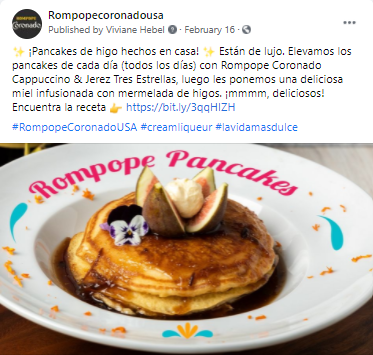 Rompopecoronadousa
Published by Viviane Hebel · February 16 ·
✨ ¡Pancakes de higo hechos en casa! ✨ Están de lujo. Elevamos los
pancakes de cada día (todos los días) con Rompope Coronado
Cappuccino & Jerez Tres Estrellas, luego les ponemos una deliciosa
miel infusionada con mermelada de higos. ¡mmmm, deliciosos!
Encuentra la receta 👉 https://bit.ly/3qqHIZH
#RompopeCoronadoUSA #creamliqueur #lavidamasdulce
Rompope Pancakes